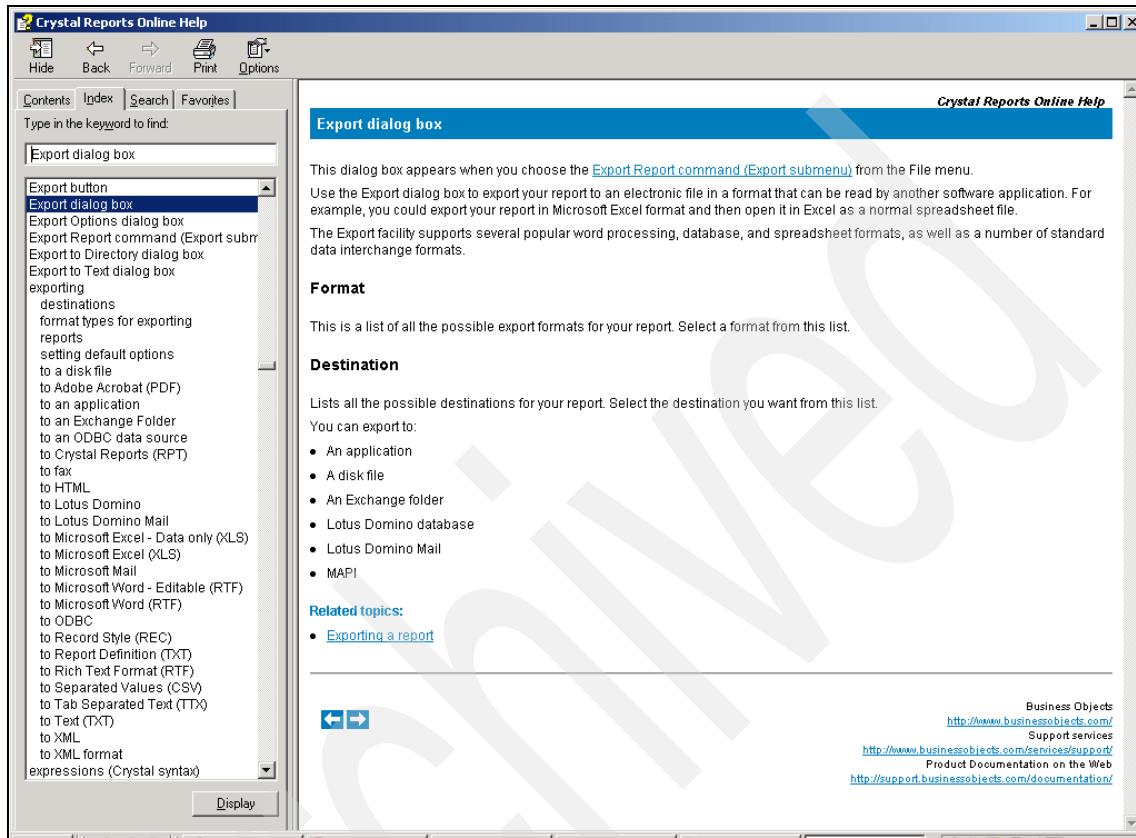 Crystal Reports Online Help
Hide Back Forward Print Options
Contents Index Search Favorites
Type in the keyword to find:
Export dialog box
Export button
Export dialog box
Export Options dialog box
Export Report command (Export subm
Export to Directory dialog box
Export to Text dialog box
exporting
destinations
format types for exporting
reports
setting default options
to a disk file
to Adobe Acrobat (PDF)
to an application
to an Exchange Folder
to an ODBC data source
to Crystal Reports (RPT)
to fax
to HTML
to Lotus Domino
to Lotus Domino Mail
to Microsoft Excel - Data only (XLS)
to Microsoft Excel (XLS)
to Microsoft Mail
to Microsoft Word - Editable (RTF)
to Microsoft Word (RTF)
to ODBC
to Record Style (REC)
to Report Definition (TXT)
to Rich Text Format (RTF)
to Separated Values (CSV)
to Tab Separated Text (TTX)
to Text (TXT)
to XML
to XML format
expressions (Crystal syntax)
Display
Crystal Reports Online Help
Export dialog box
This dialog box appears when you choose the Export Report command (Export submenu) from the File menu.
Use the Export dialog box to export your report to an electronic file in a format that can be read by another software application. For
example, you could export your report in Microsoft Excel format and then open it in Excel as a normal spreadsheet file.
The Export facility supports several popular word processing, database, and spreadsheet formats, as well as a number of standard
data interchange formats.
Format
This is a list of all the possible export formats for your report. Select a format from this list.
Destination
Lists all the possible destinations for your report. Select the destination you want from this list.
You can export to:
• An application
• A disk file
• An Exchange folder
• Lotus Domino database
• Lotus Domino Mail
• MAPI
Related topics:
• Exporting a report
Business Objects
http://www.businessobjects.com/
Support services
http://www.businessobjects.com/services/support/
Product Documentation on the Web
http://support.businessobjects.com/documentation/
chived